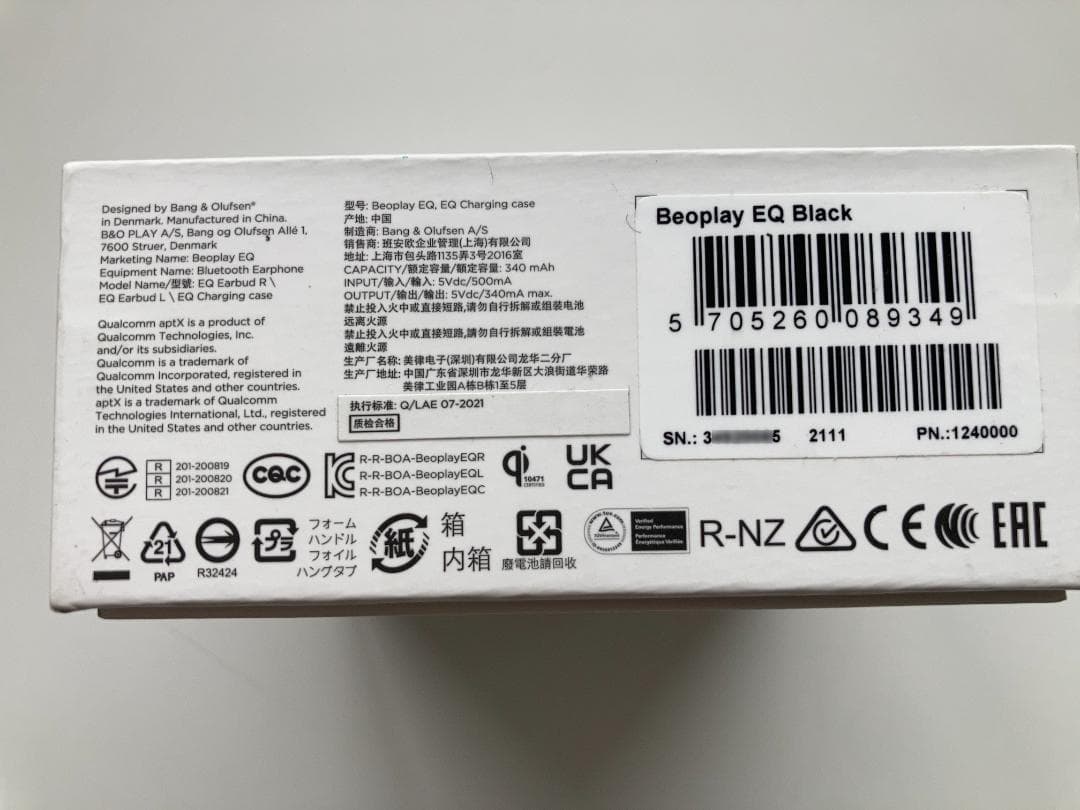 Designed by Bang & Olufsen®
in Denmark. Manufactured in China.
B&O PLAY A/S, Bang og Olufsen Allé 1,
7600 Struer, Denmark
Marketing Name: Beoplay EQ
Equipment Name: Bluetooth Earphone
Model Name/型號: EQ Earbud R \
EQ Earbud L \ EQ Charging case
Qualcomm aptX is a product of
Qualcomm Technologies, Inc.
and/or its subsidiaries.
Qualcomm is a trademark of
Qualcomm Incorporated, registered in
the United States and other countries.
aptX is a trademark of Qualcomm
Technologies International, Ltd., registered
in the United States and other countries.
型号: Beoplay EQ, EQ Charging case
产地: 中国
制造商: Bang & Olufsen A/S
销售商: 班安欧企业管理(上海)有限公司
地址: 上海市包头路1135弄3号2016室
CAPACITY/额定容量/額定容量: 340 mAh
INPUT/输入/輸入: 5Vdc/500mA
OUTPUT/输出/輸出: 5Vdc/340mA max.
禁止投入火中或直接短路,请勿自行拆解或组装电池
远离火源
禁止投入火中或直接短路,請勿自行拆解或組裝電池
遠離火源
生产厂名称: 美律电子(深圳)有限公司龙华二分厂
生产厂地址: 中国广东省深圳市龙华新区大浪街道华荣路
美律工业园A栋B栋1至5层
执行标准: Q/LAE 07-2021
质检合格
Beoplay EQ Black
5 705260 089349
SN.: 3 5 2111 PN.:1240000
R 201-200819
R 201-200820
R 201-200821
CQC
R-R-BOA-BeoplayEQR
R-R-BOA-BeoplayEQL
R-R-BOA-BeoplayEQC
qi
10471
CERTIFIED
UK
CA
21
PAP
R32424
プラ
フォーム
ハンドル
フォイル
ハングタブ
紙
箱
内箱
廢電池請回收
Verified
Energy Performance
Performance
Énergétique Vérifiée
R-NZ
CE
EAC